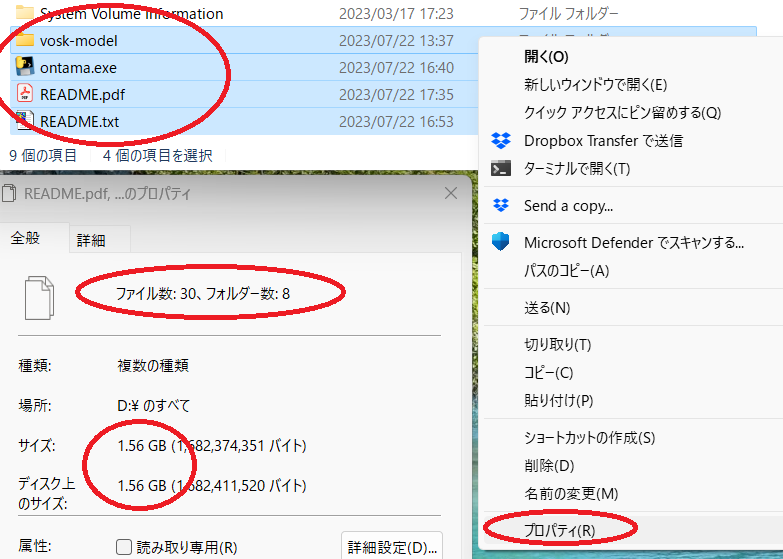 System Volume Information 2023/03/17 17:23 ファイル フォルダー
vosk-model 2023/07/22 13:37
ontama.exe 2023/07/22 16:40
README.pdf 2023/07/22 17:35
README.txt 2023/07/22 16:53
9 個の項目 4 個の項目を選択
README.pdf, ...のプロパティ
全般 詳細
ファイル数: 30、フォルダー数: 8
種類: 複数の種類
場所: D:¥ のすべて
サイズ: 1.56 GB (1,682,374,351 バイト)
ディスク上
のサイズ: 1.56 GB (1,682,411,520 バイト)
属性: 読み取り専用(R) 詳細設定(D)...
開く(O)
新しいウィンドウで開く(E)
クイック アクセスにピン留めする(Q)
Dropbox Transfer で送信
ターミナルで開く(T)
Send a copy...
Microsoft Defender でスキャンする...
パスのコピー(A)
送る(N)
切り取り(T)
コピー(C)
貼り付け(P)
ショートカットの作成(S)
削除(D)
名前の変更(M)
プロパティ(R)